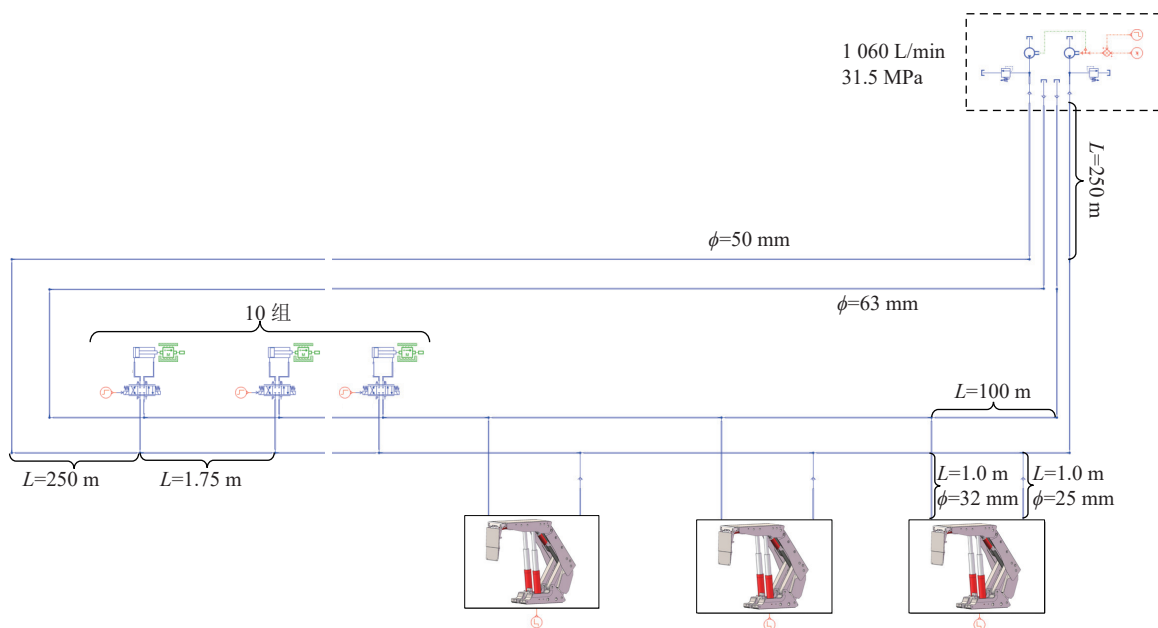 1 060 L/min
31.5 MPa
L=250 m
ϕ=50 mm
ϕ=63 mm
10 组
L=100 m
L=250 m
L=1.75 m
L=1.0 m
ϕ=32 mm
L=1.0 m
ϕ=25 mm